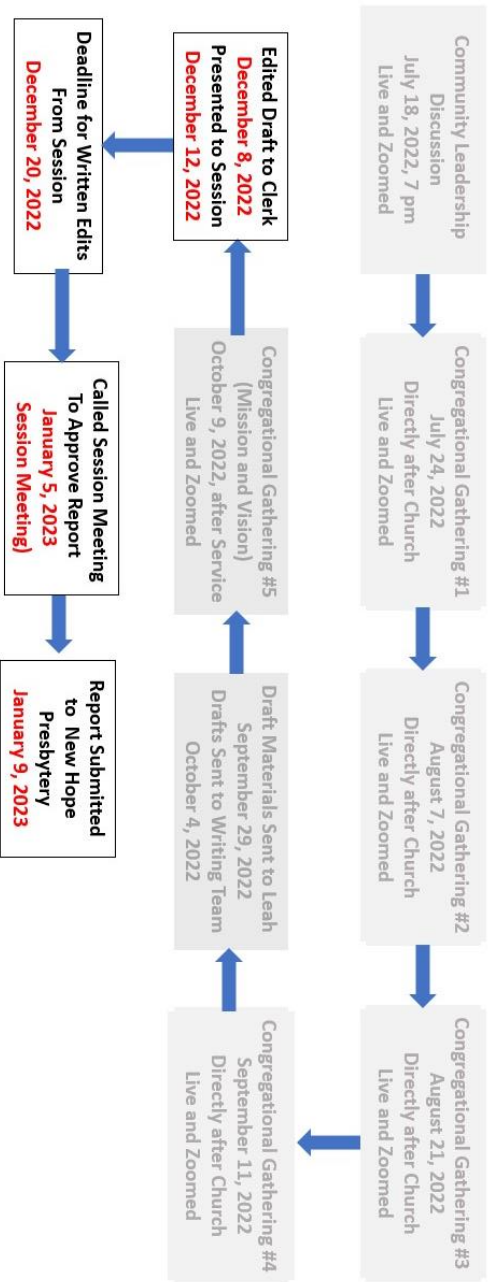 Community Leadership
Discussion
July 18, 2022, 7 pm
Live and Zoomed
Congregational Gathering #1
July 24, 2022
Directly after Church
Live and Zoomed
Congregational Gathering #2
August 7, 2022
Directly after Church
Live and Zoomed
Congregational Gathering #3
August 21, 2022
Directly after Church
Live and Zoomed
Congregational Gathering #4
September 11, 2022
Directly after Church
Live and Zoomed
Draft Materials Sent to Leah
September 29, 2022
Drafts Sent to Writing Team
October 4, 2022
Congregational Gathering #5
(Mission and Vision)
October 9, 2022, after Service
Live and Zoomed
Edited Draft to Clerk
December 8, 2022
Presented to Session
December 12, 2022
Deadline for Written Edits
From Session
December 20, 2022
Called Session Meeting
To Approve Report
January 5, 2023
Session Meeting)
Report Submitted
to New Hope
Presbytery
January 9, 2023